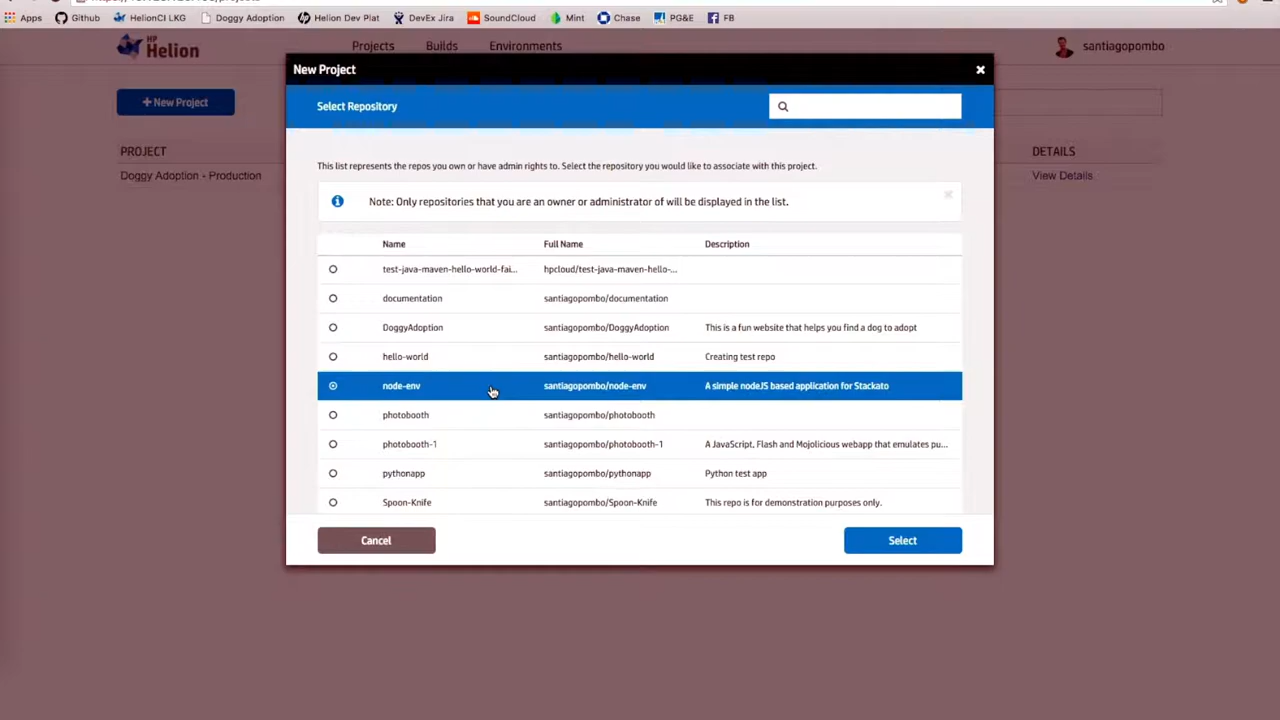 Apps Github HelionCI LKG Doggy Adoption Helion Dev Plat DevEx Jira SoundCloud Mint Chase PG&E FB
HP
Helion
Projects Builds Environments santiagopombo
New Project ×
+ New Project
Select Repository
PROJECT DETAILS
This list represents the repos you own or have admin rights to. Select the repository you would like to associate with this project.
Doggy Adoption - Production View Details
Note: Only repositories that you are an owner or administrator of will be displayed in the list.
Name Full Name Description
test-java-maven-hello-world-fai... hpcloud/test-java-maven-hello-...
documentation santiagopombo/documentation
DoggyAdoption santiagopombo/DoggyAdoption This is a fun website that helps you find a dog to adopt
hello-world santiagopombo/hello-world Creating test repo
node-env santiagopombo/node-env A simple nodeJS based application for Stackato
photobooth santiagopombo/photobooth
photobooth-1 santiagopombo/photobooth-1 A JavaScript, Flash and Mojolicious webapp that emulates pu...
pythonapp santiagopombo/pythonapp Python test app
Spoon-Knife santiagopombo/Spoon-Knife This repo is for demonstration purposes only.
Cancel Select